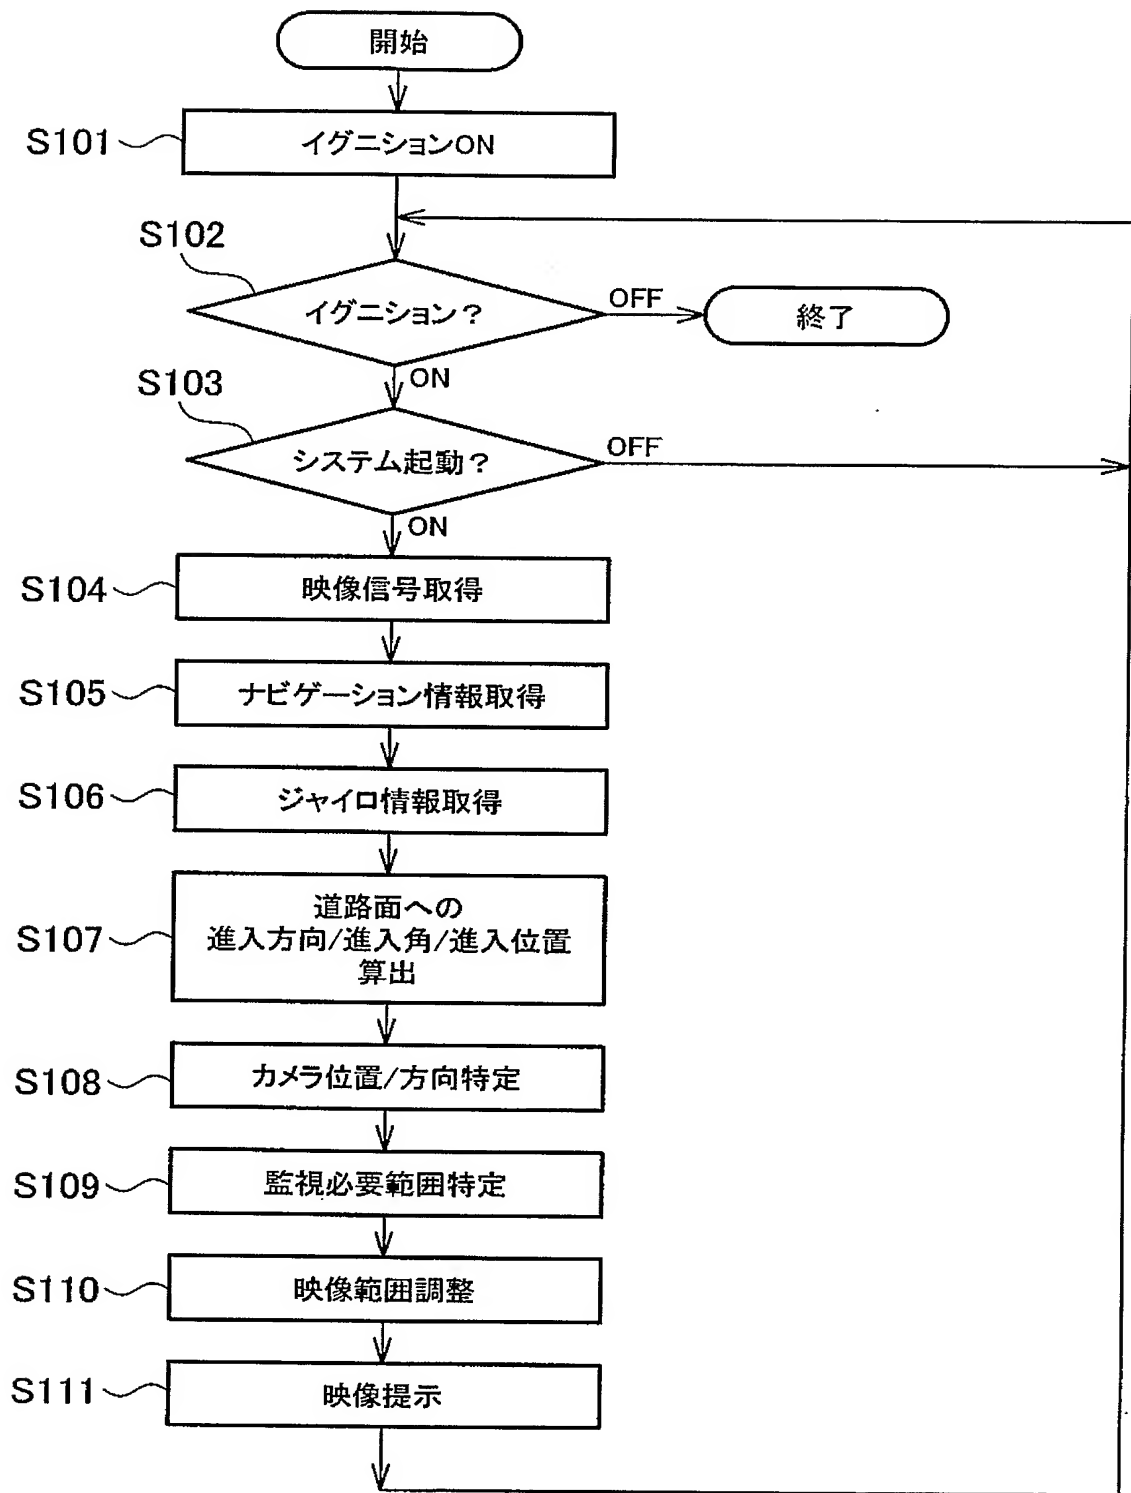 開始
S101
イグニションON
S102
イグニション?
OFF
終了
ON
S103
システム起動?
OFF
ON
S104
映像信号取得
S105
ナビゲーション情報取得
S106
ジャイロ情報取得
S107
道路面への
進入方向/進入角/進入位置
算出
S108
カメラ位置/方向特定
S109
監視必要範囲特定
S110
映像範囲調整
S111
映像提示